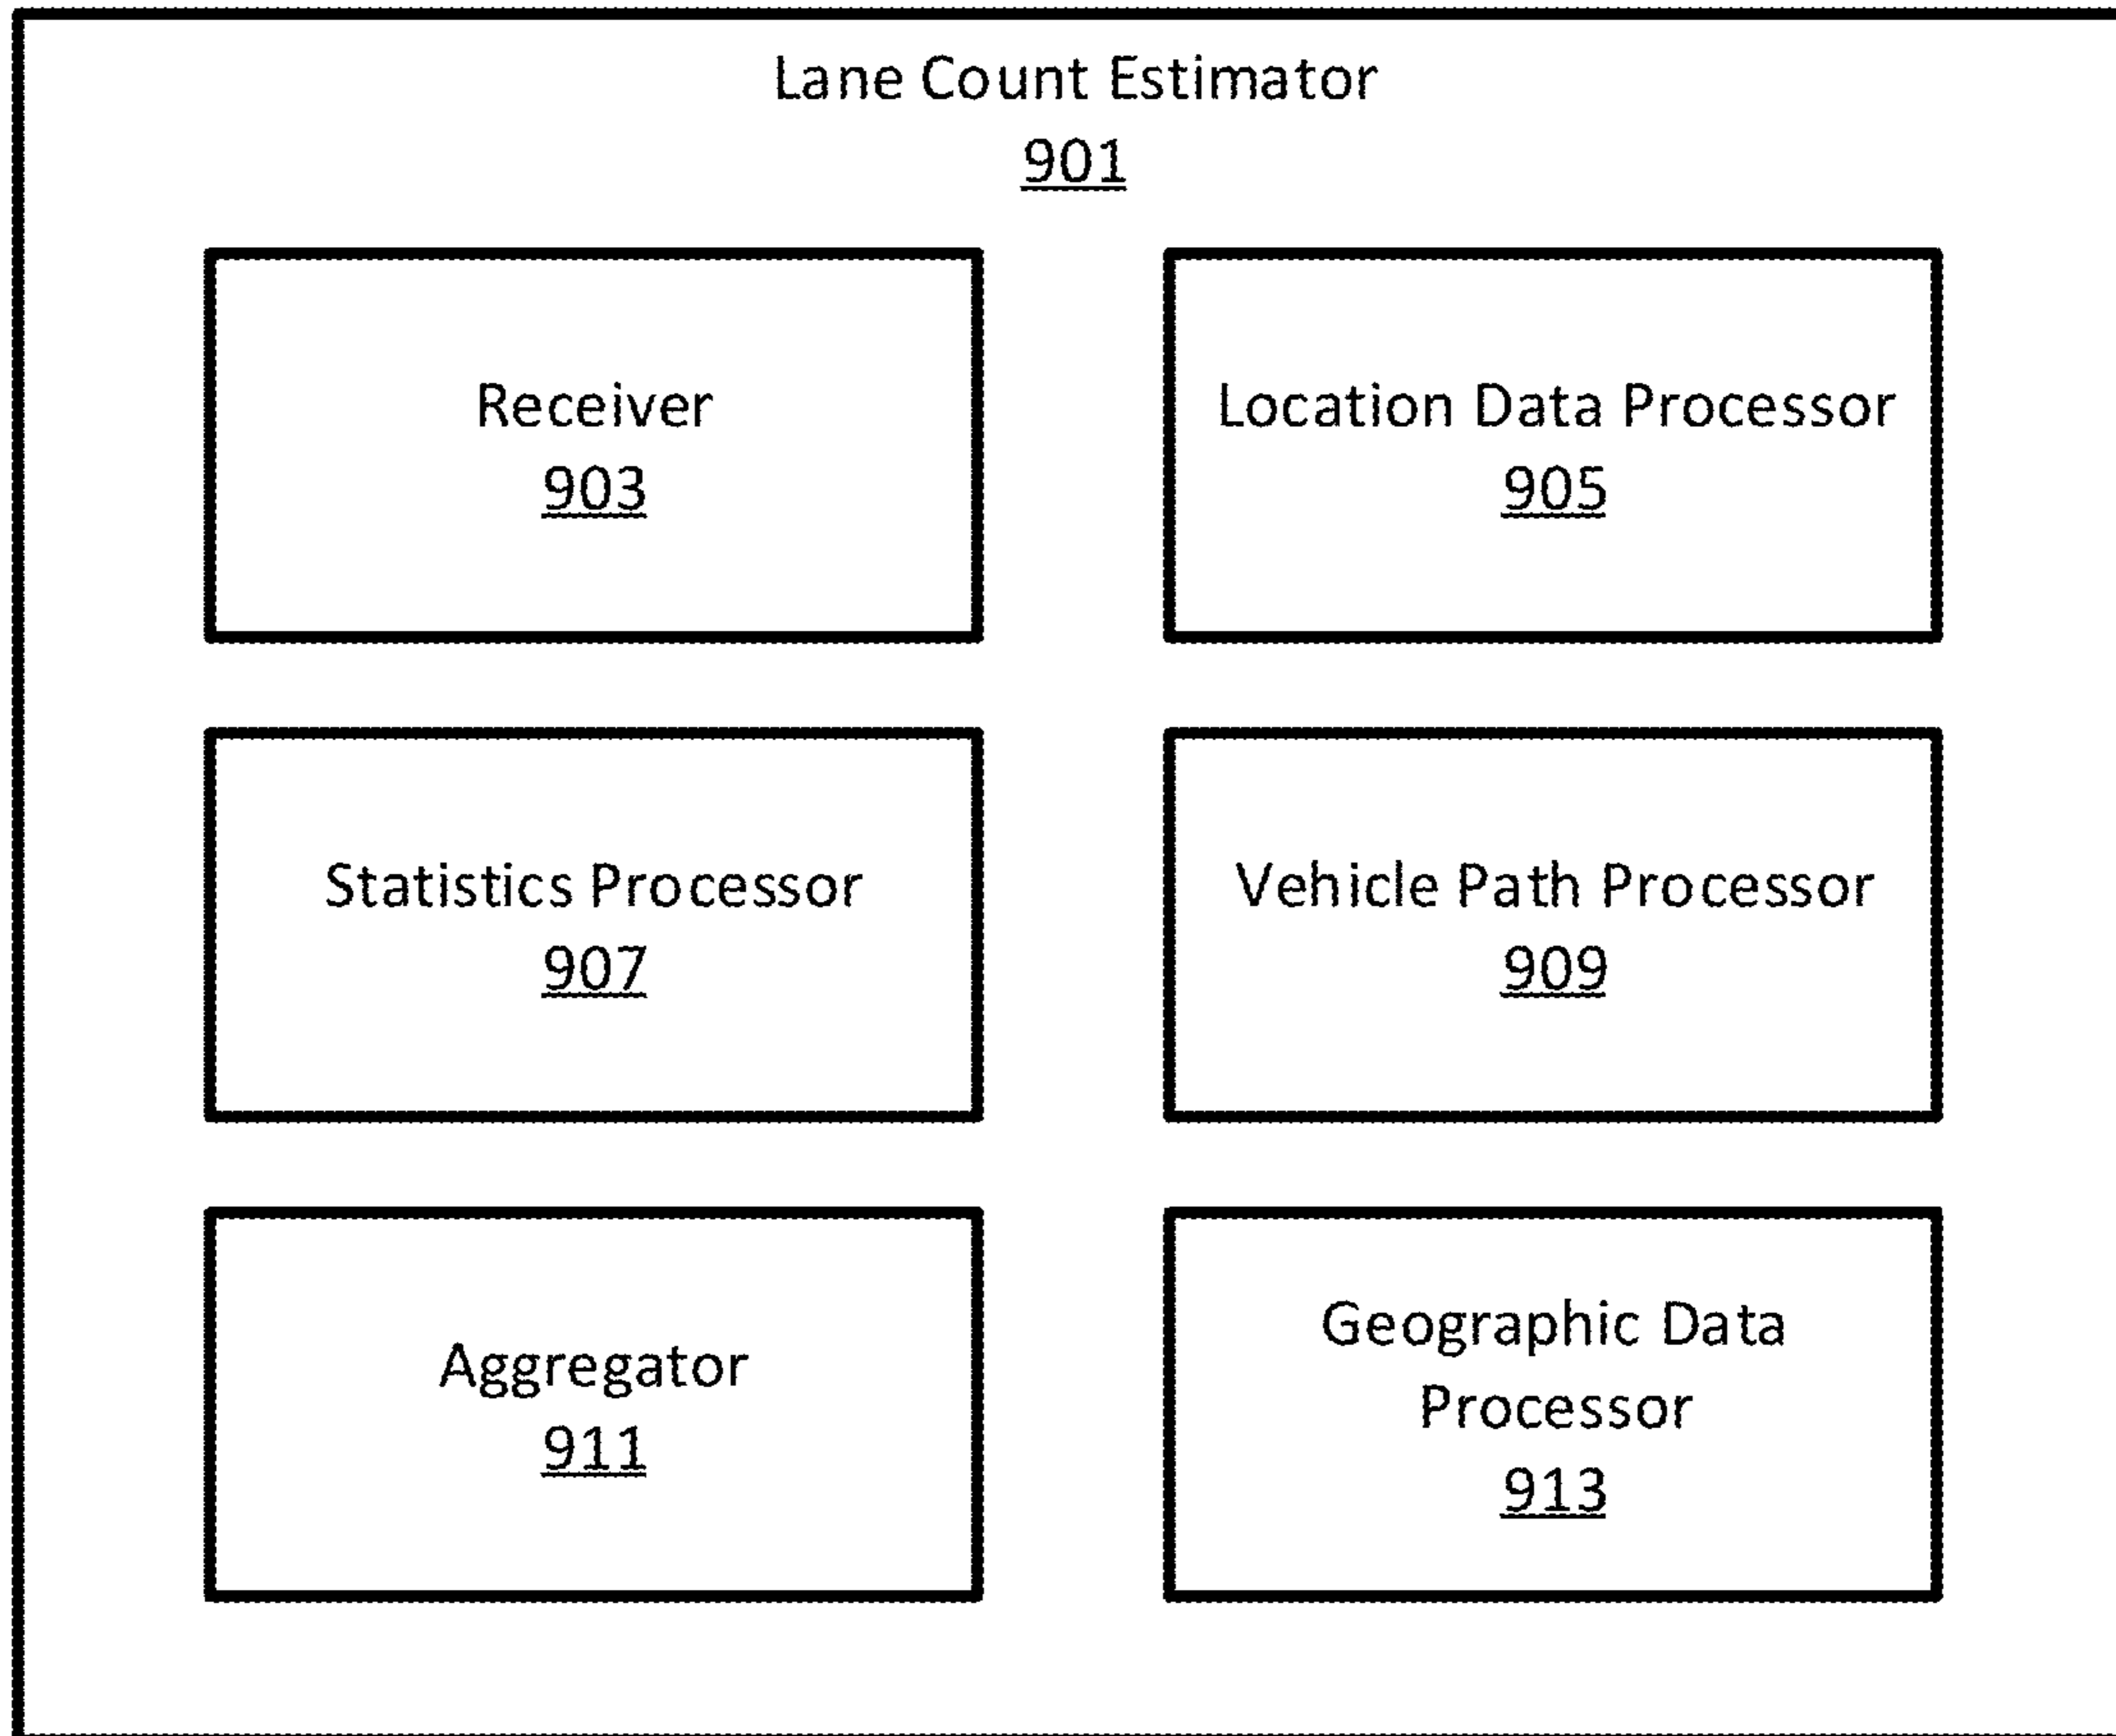 Lane Count Estimator
901
Receiver
903
Location Data Processor
905
Statistics Processor
907
Vehicle Path Processor
909
Aggregator
911
Geographic Data
Processor
913